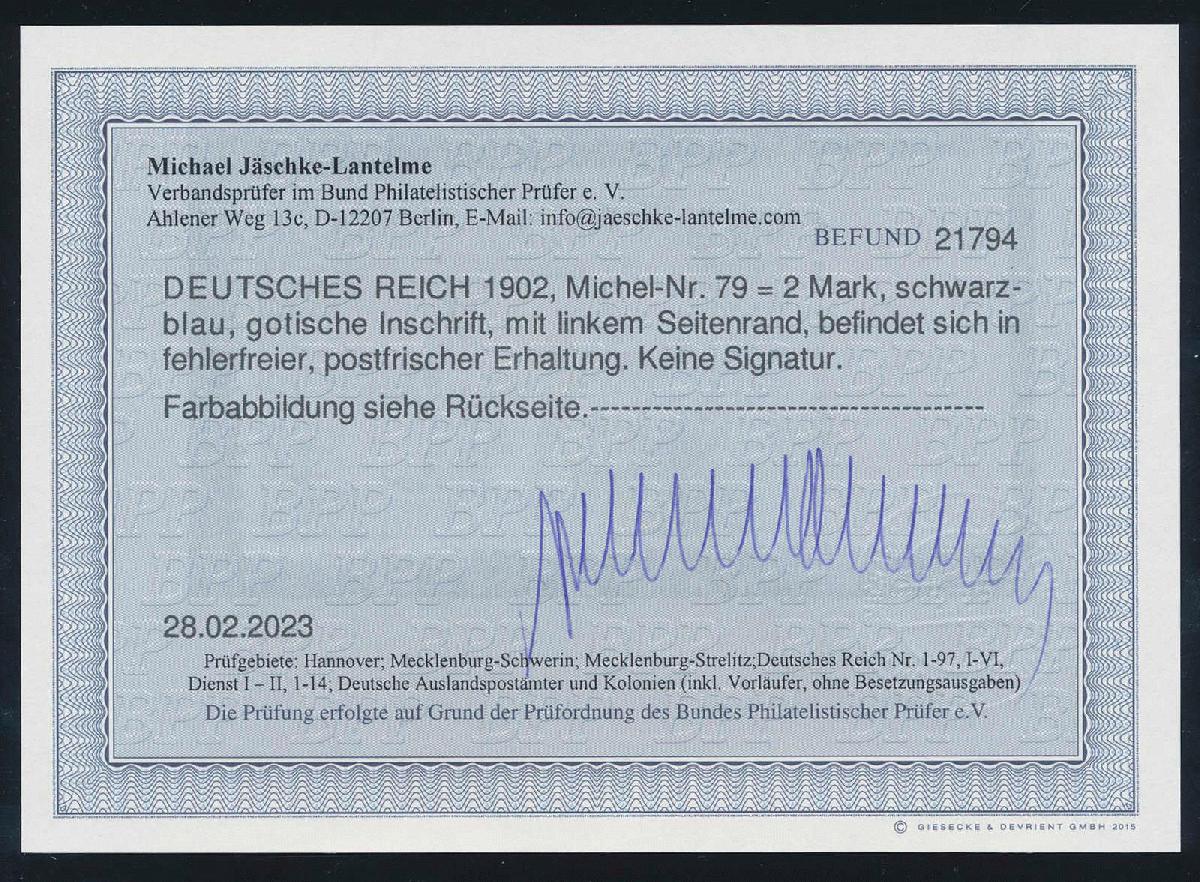 Michael Jäschke-Lantelme
Verbandsprüfer im Bund Philatelistischer Prüfer e. V.
Ahlener Weg 13c, D-12207 Berlin, E-Mail: info@jaeschke-lantelme.com
BEFUND 21794
DEUTSCHES REICH 1902, Michel-Nr. 79 = 2 Mark, schwarz-
blau, gotische Inschrift, mit linkem Seitenrand, befindet sich in
fehlerfreier, postfrischer Erhaltung. Keine Signatur.
Farbabbildung siehe Rückseite.-------------------------------------
28.02.2023
Prüfgebiete: Hannover; Mecklenburg-Schwerin; Mecklenburg-Strelitz;Deutsches Reich Nr. 1-97, I-VI,
Dienst I – II, 1-14; Deutsche Auslandspostämter und Kolonien (inkl. Vorläufer, ohne Besetzungsausgaben)
Die Prüfung erfolgte auf Grund der Prüfordnung des Bundes Philatelistischer Prüfer e.V.
© GIESECKE & DEVRIENT GMBH 2015